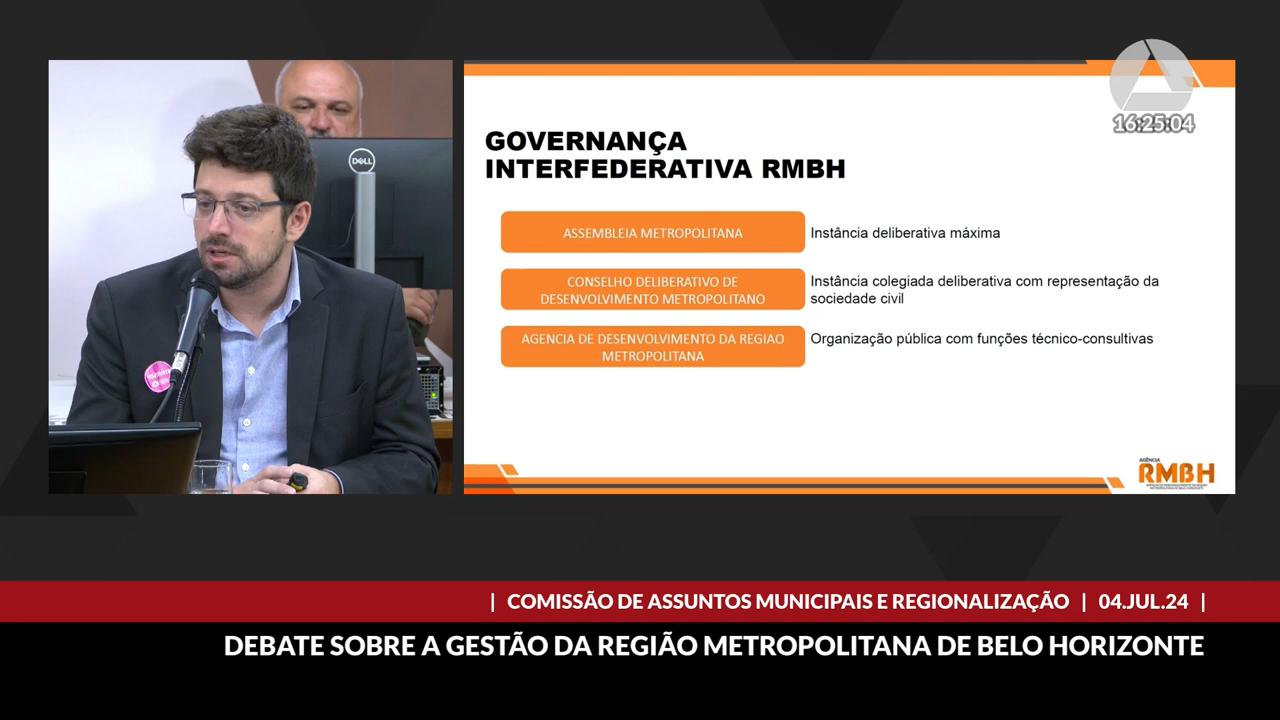 16:25:04
DELL
GOVERNANÇA
INTERFEDERATIVA RMBH
ASSEMBLEIA METROPOLITANA
Instância deliberativa máxima
CONSELHO DELIBERATIVO DE
DESENVOLVIMENTO METROPOLITANO
Instância colegiada deliberativa com representação da
sociedade civil
AGENCIA DE DESENVOLVIMENTO DA REGIAO
METROPOLITANA
Organização pública com funções técnico-consultivas
AGÊNCIA
RMBH
| COMISSÃO DE ASSUNTOS MUNICIPAIS E REGIONALIZAÇÃO | 04.JUL.24 |
DEBATE SOBRE A GESTÃO DA REGIÃO METROPOLITANA DE BELO HORIZONTE